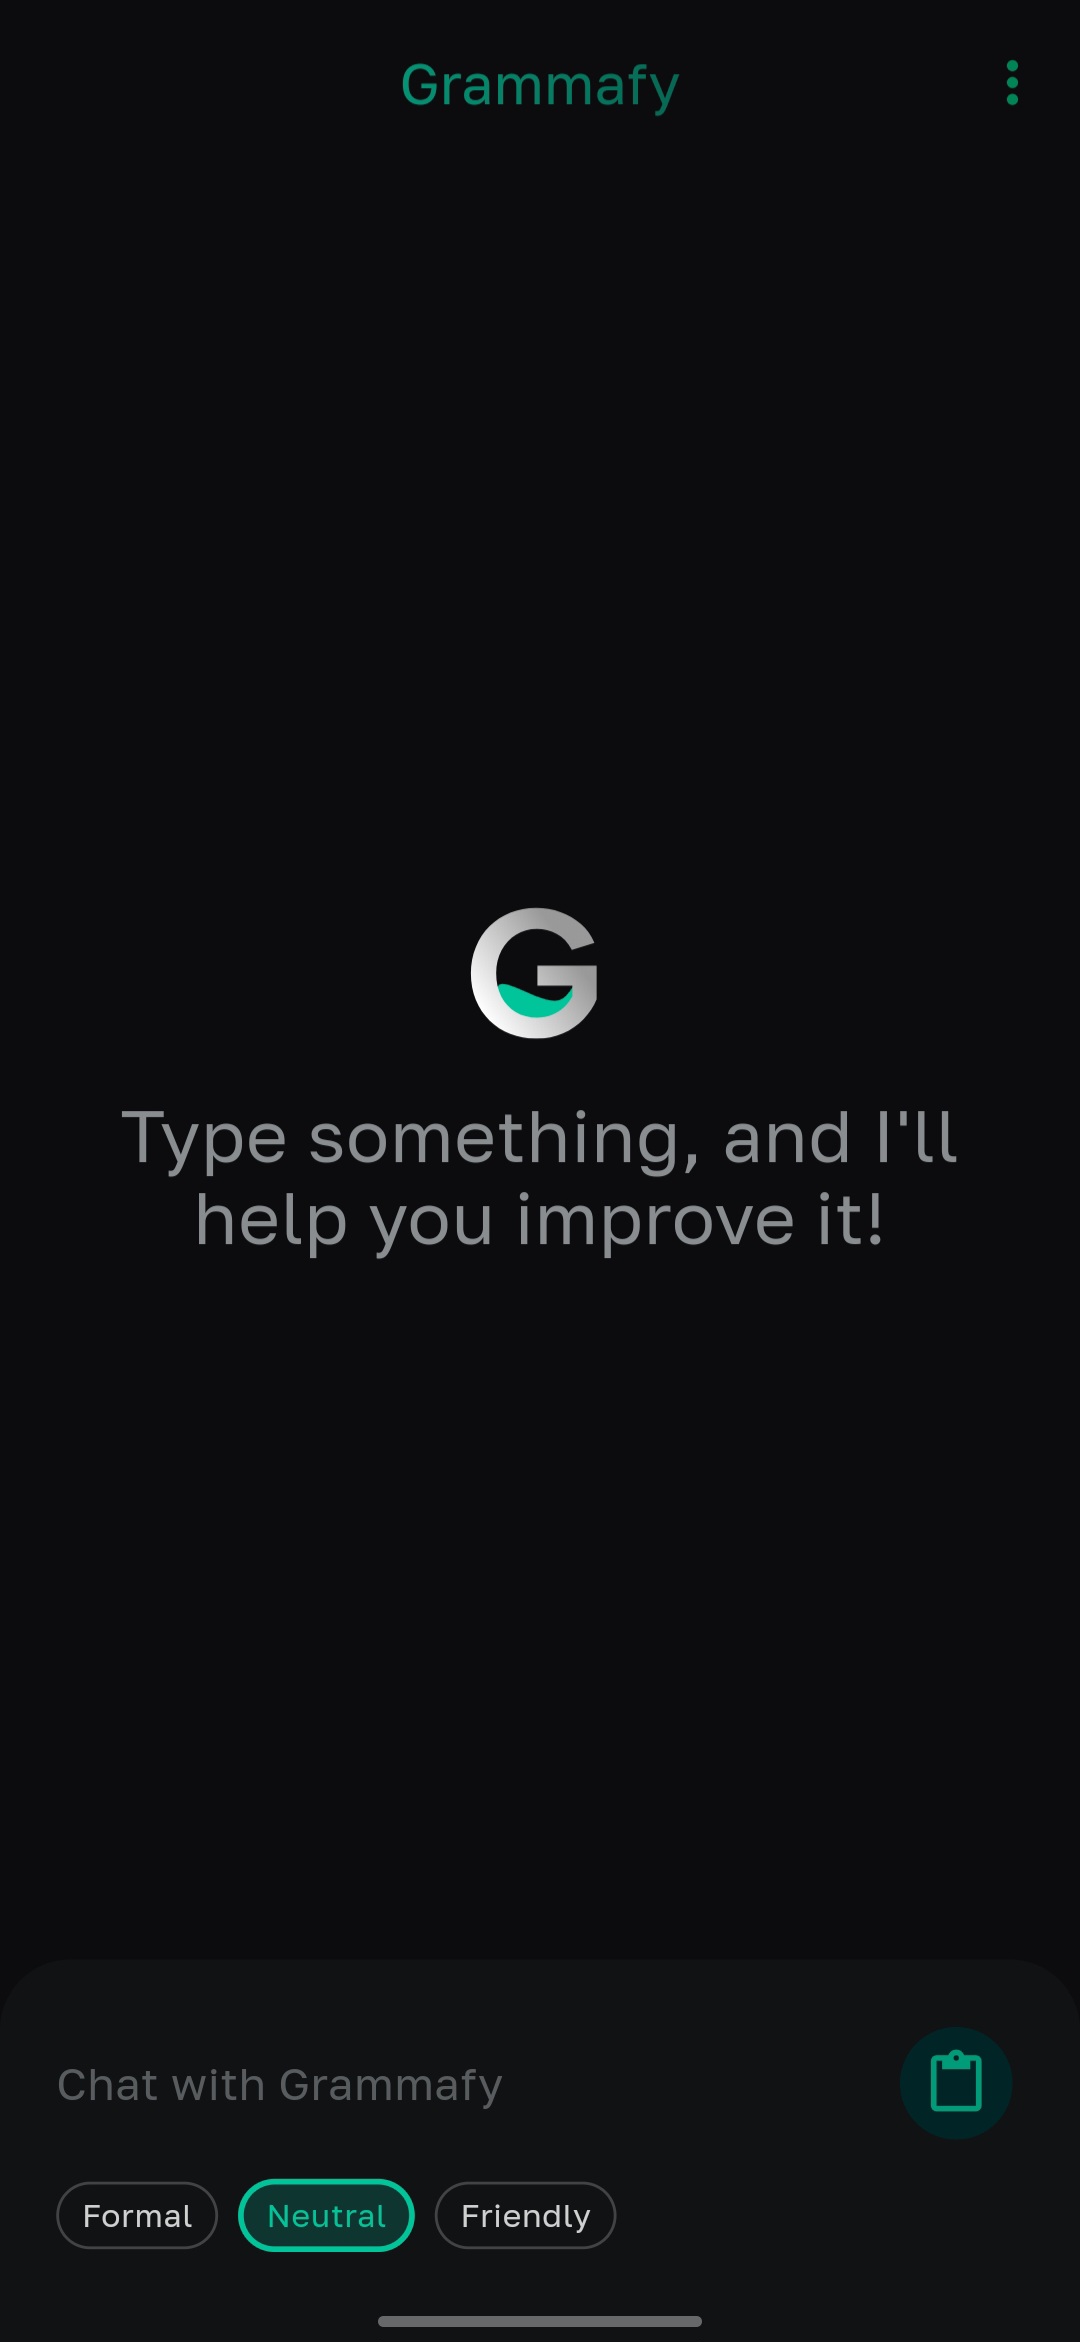 Grammafy
Type something, and I'll
help you improve it!
Chat with Grammafy
Formal
Neutral
Friendly